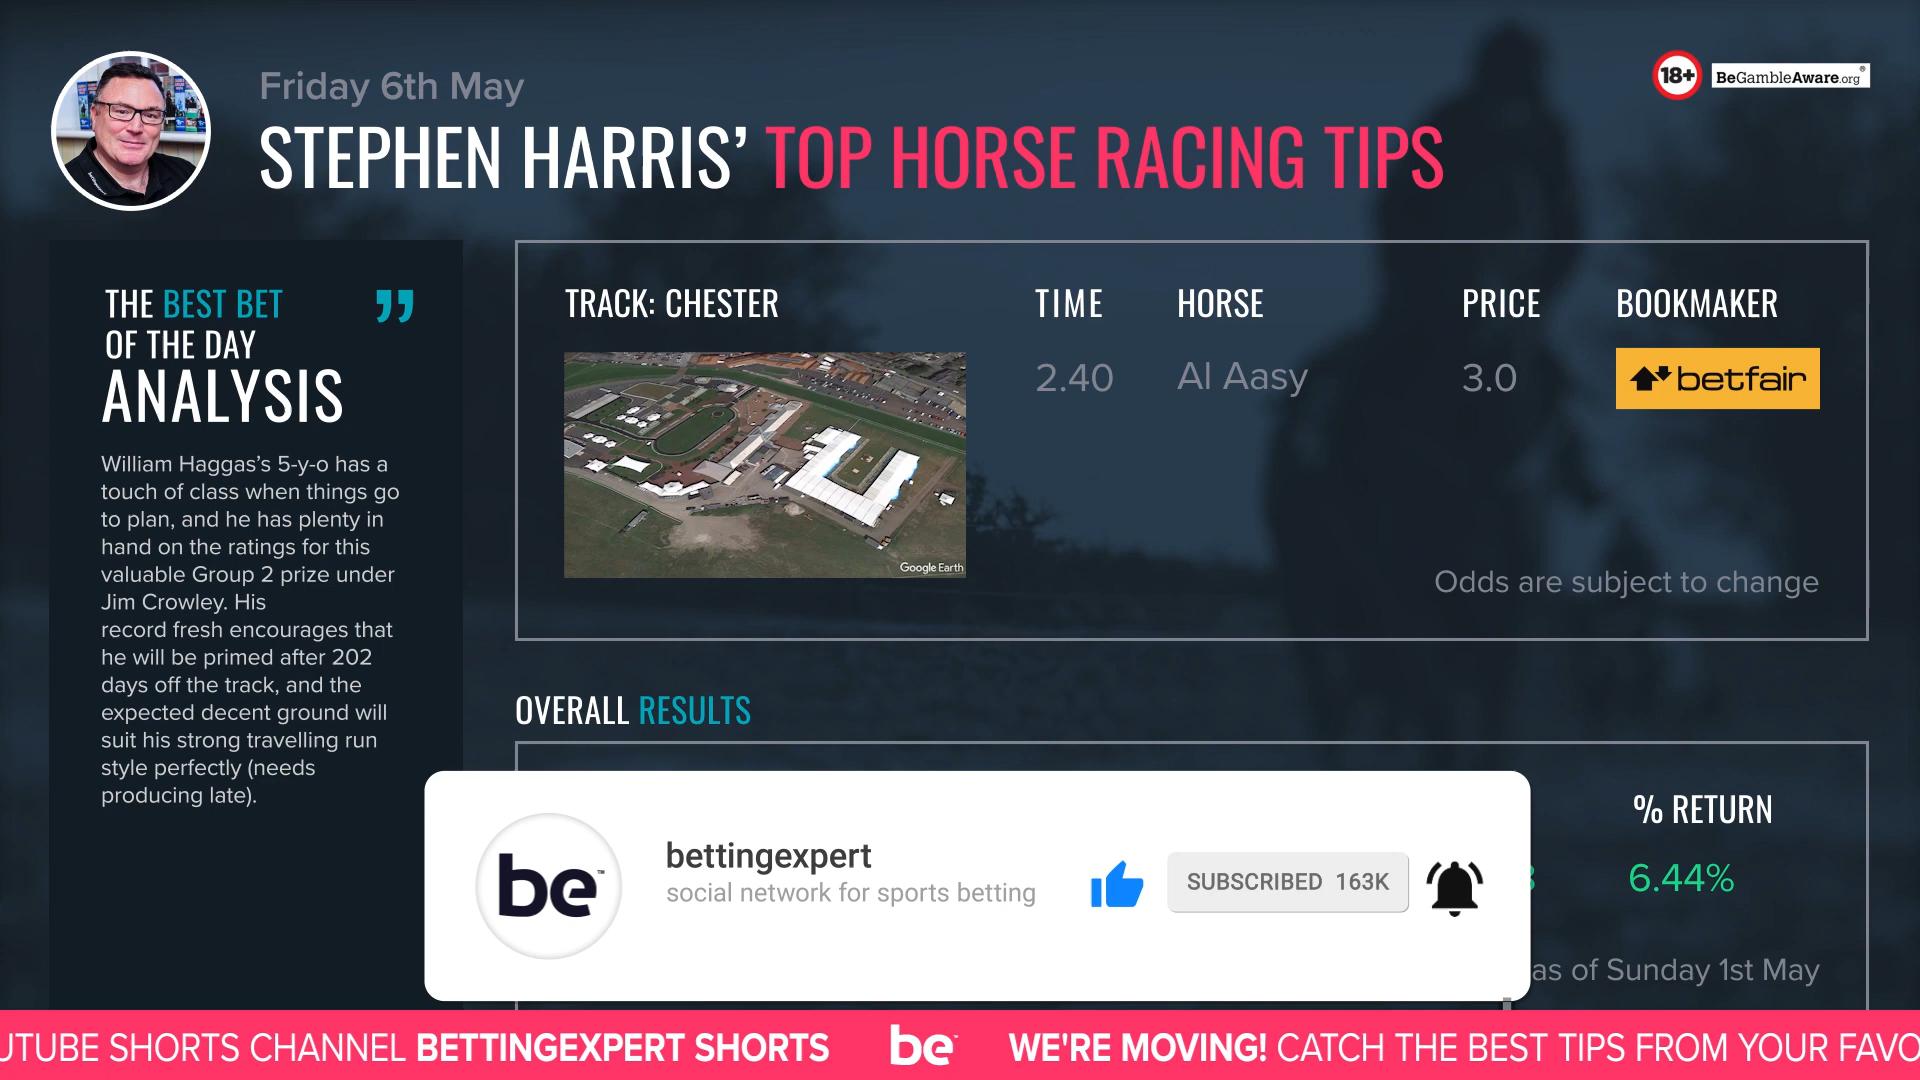 Friday 6th May
STEPHEN HARRIS’ TOP HORSE RACING TIPS
18+ BeGambleAware.org®
THE BEST BET
OF THE DAY
ANALYSIS
William Haggas’s 5-y-o has a
touch of class when things go
to plan, and he has plenty in
hand on the ratings for this
valuable Group 2 prize under
Jim Crowley. His
record fresh encourages that
he will be primed after 202
days off the track, and the
expected decent ground will
suit his strong travelling run
style perfectly (needs
producing late).
TRACK: CHESTER
TIME HORSE PRICE BOOKMAKER
2.40 Al Aasy 3.0 betfair
Google Earth
Odds are subject to change
OVERALL RESULTS
% RETURN
6.44%
as of Sunday 1st May
be™
bettingexpert
social network for sports betting
SUBSCRIBED 163K
UTUBE SHORTS CHANNEL BETTINGEXPERT SHORTS be™ WE'RE MOVING! CATCH THE BEST TIPS FROM YOUR FAVO